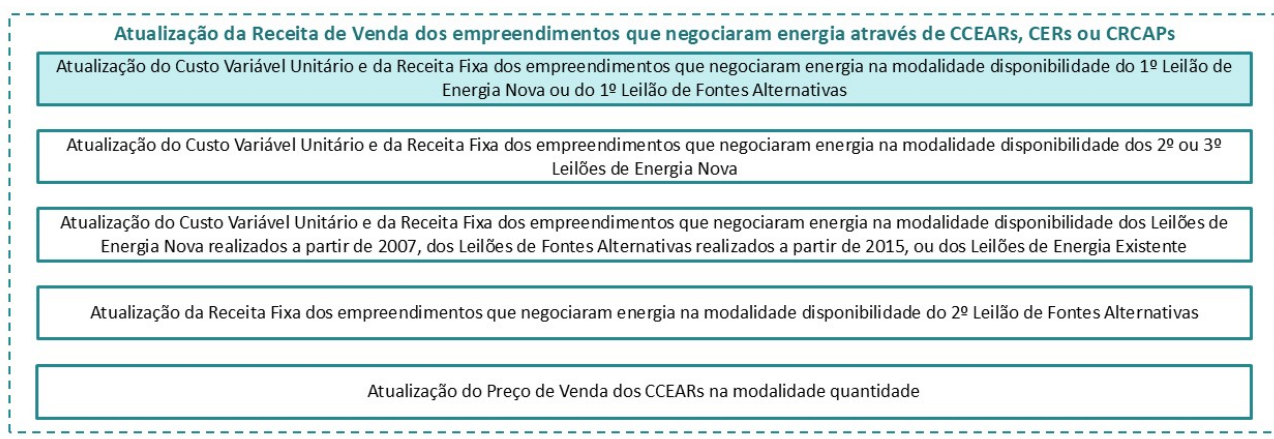 Atualização da Receita de Venda dos empreendimentos que negociaram energia através de CCEARs, CERs ou CRCAPs
Atualização do Custo Variável Unitário e da Receita Fixa dos empreendimentos que negociaram energia na modalidade disponibilidade do 1º Leilão de
Energia Nova ou do 1º Leilão de Fontes Alternativas
Atualização do Custo Variável Unitário e da Receita Fixa dos empreendimentos que negociaram energia na modalidade disponibilidade dos 2º ou 3º
Leilões de Energia Nova
Atualização do Custo Variável Unitário e da Receita Fixa dos empreendimentos que negociaram energia na modalidade disponibilidade dos Leilões de
Energia Nova realizados a partir de 2007, dos Leilões de Fontes Alternativas realizados a partir de 2015, ou dos Leilões de Energia Existente
Atualização da Receita Fixa dos empreendimentos que negociaram energia na modalidade disponibilidade do 2º Leilão de Fontes Alternativas
Atualização do Preço de Venda dos CCEARs na modalidade quantidade